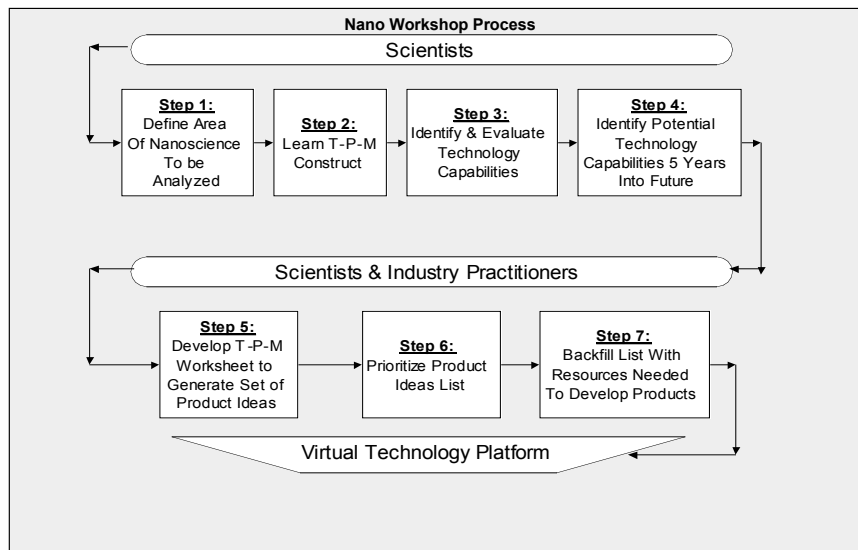 Nano Workshop Process
Scientists
Step 1:
Define Area
Of Nanoscience
To be
Analyzed
Step 2:
Learn T-P-M
Construct
Step 3:
Identify & Evaluate
Technology
Capabilities
Step 4:
Identify Potential
Technology
Capabilities 5 Years
Into Future
Scientists & Industry Practitioners
Step 5:
Develop T-P-M
Worksheet to
Generate Set of
Product Ideas
Step 6:
Prioritize Product
Ideas List
Step 7:
Backfill List With
Resources Needed
To Develop Products
Virtual Technology Platform